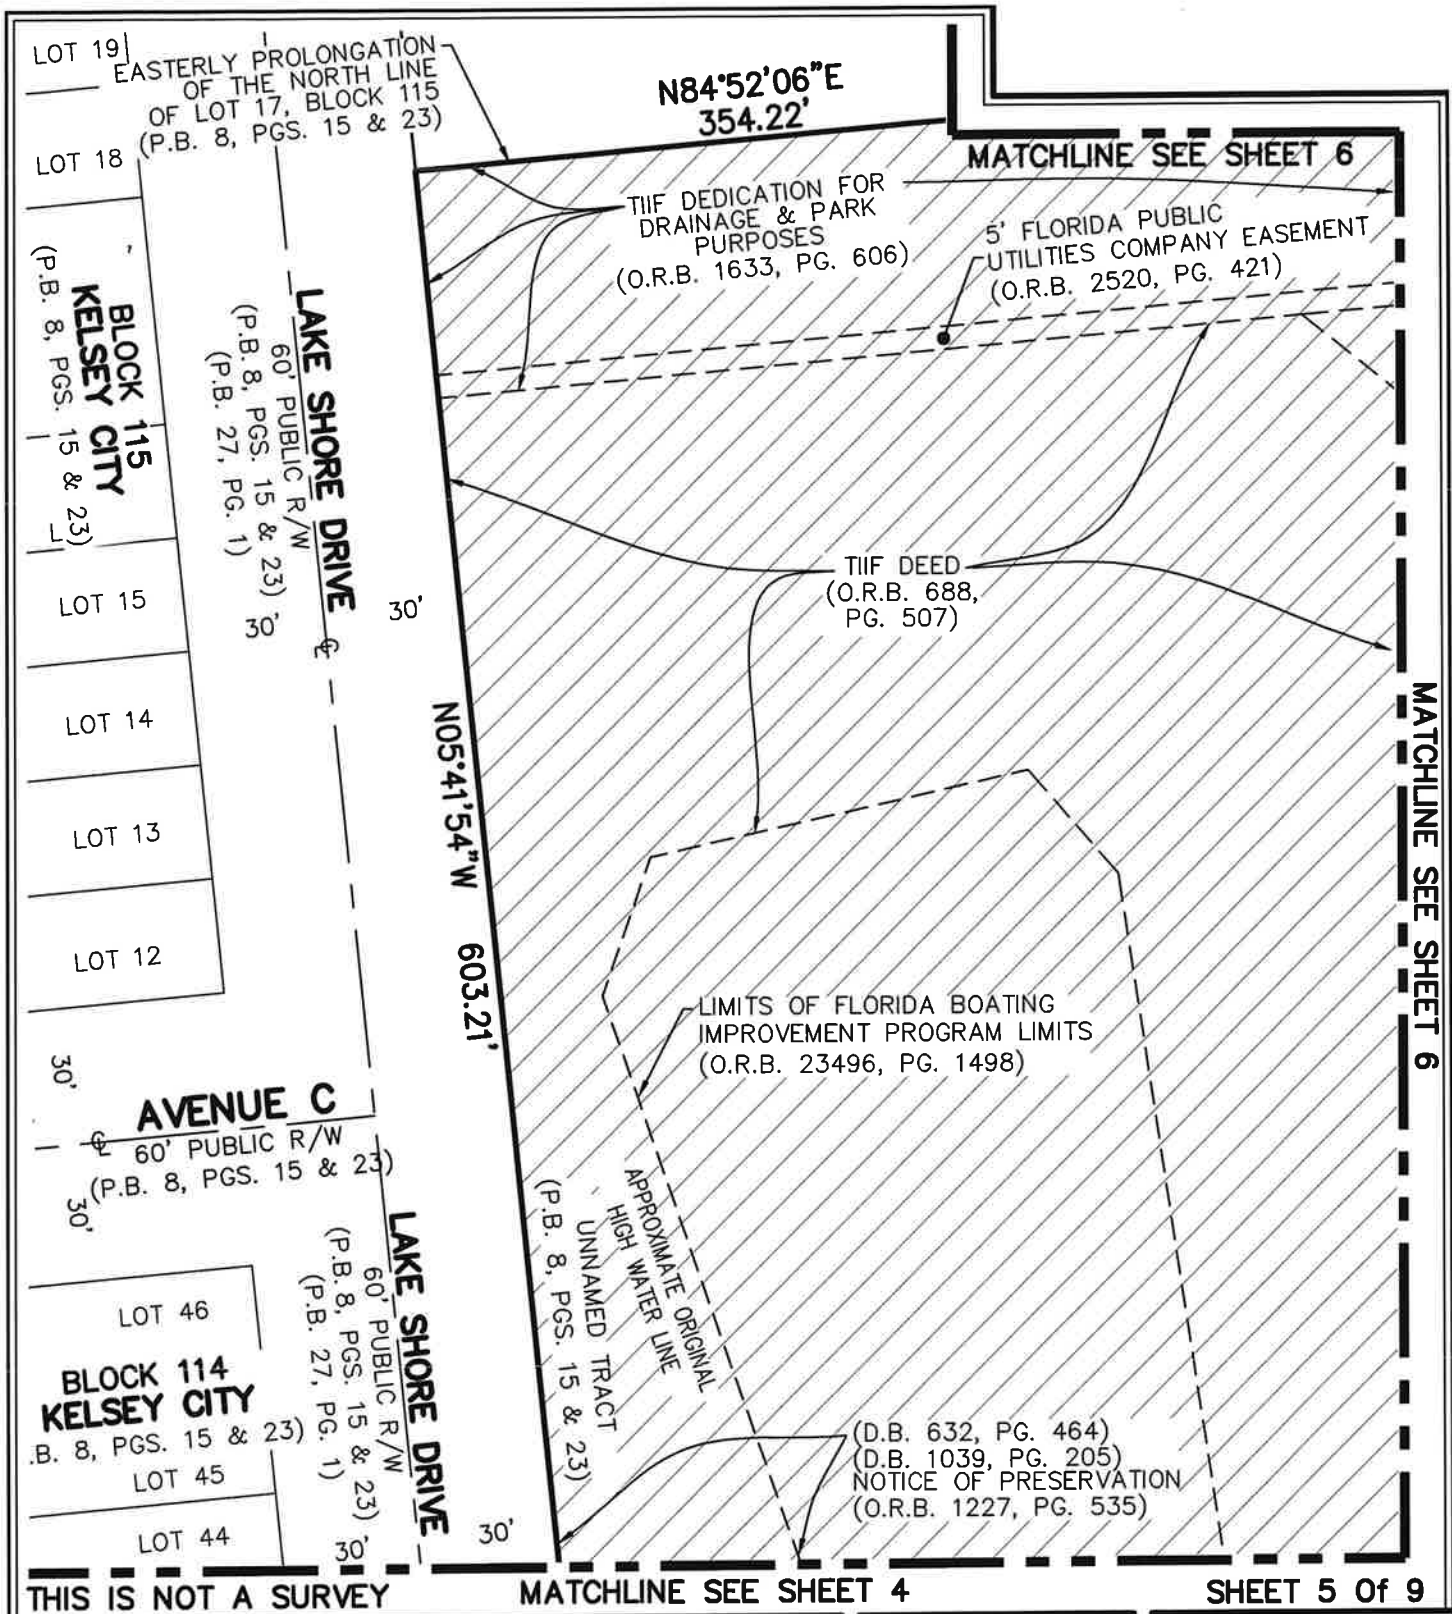 LOT 19
EASTERLY PROLONGATION
OF THE NORTH LINE
OF LOT 17, BLOCK 115
(P.B. 8, PGS. 15 & 23)
N84°52'06"E
354.22'
MATCHLINE SEE SHEET 6
LOT 18
TIIF DEDICATION FOR
DRAINAGE & PARK
PURPOSES
(O.R.B. 1633, PG. 606)
5' FLORIDA PUBLIC
UTILITIES COMPANY EASEMENT
(O.R.B. 2520, PG. 421)
BLOCK 115
KELSEY CITY
(P.B. 8, PGS. 15 & 23)
L
LAKE SHORE DRIVE
60' PUBLIC R/W
(P.B. 8, PGS. 15 & 23)
(P.B. 27, PG. 1)
30'
30'
℄
TIIF DEED
(O.R.B. 688,
PG. 507)
LOT 15
LOT 14
LOT 13
LOT 12
N05°41'54"W 603.21'
MATCHLINE SEE SHEET 6
LIMITS OF FLORIDA BOATING
IMPROVEMENT PROGRAM LIMITS
(O.R.B. 23496, PG. 1498)
30'
AVENUE C
℄
60' PUBLIC R/W
(P.B. 8, PGS. 15 & 23)
30'
LAKE SHORE DRIVE
60' PUBLIC R/W
(P.B. 8, PGS. 15 & 23)
(P.B. 27, PG. 1)
30'
30'
UNNAMED TRACT
(P.B. 8, PGS. 15 & 23)
APPROXIMATE ORIGINAL
HIGH WATER LINE
LOT 46
BLOCK 114
KELSEY CITY
.B. 8, PGS. 15 & 23)
LOT 45
LOT 44
(D.B. 632, PG. 464)
(D.B. 1039, PG. 205)
NOTICE OF PRESERVATION
(O.R.B. 1227, PG. 535)
THIS IS NOT A SURVEY
MATCHLINE SEE SHEET 4
SHEET 5 Of 9